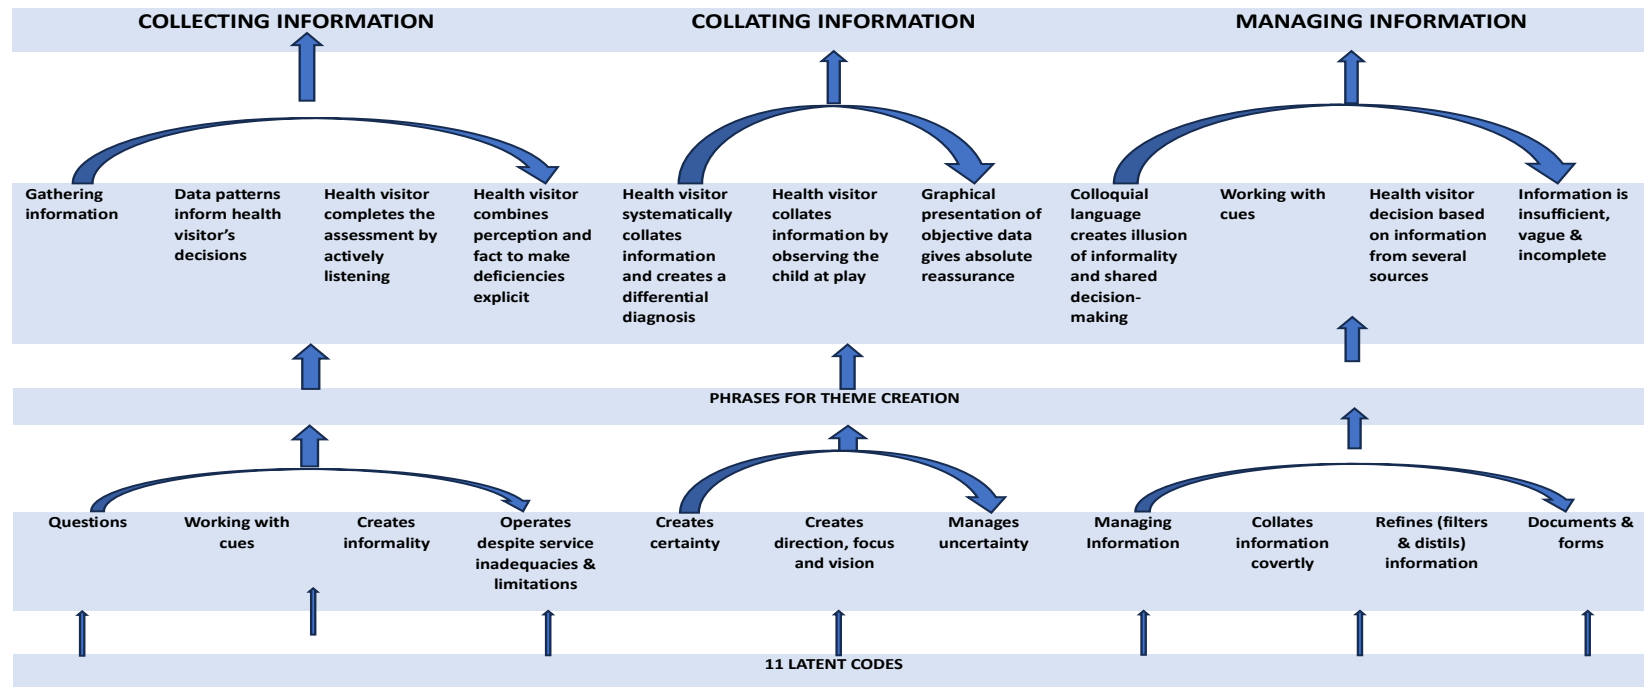 COLLECTING INFORMATION
COLLATING INFORMATION
MANAGING INFORMATION
Gathering
information
Data patterns
inform health
visitor’s
decisions
Health visitor
completes the
assessment by
actively
listening
Health visitor
combines
perception and
fact to make
deficiencies
explicit
Health visitor
systematically
collates
information
and creates a
differential
diagnosis
Health visitor
collates
information by
observing the
child at play
Graphical
presentation of
objective data
gives absolute
reassurance
Colloquial
language
creates illusion
of informality
and shared
decision-
making
Working with
cues
Health visitor
decision based
on information
from several
sources
Information is
insufficient,
vague &
incomplete
PHRASES FOR THEME CREATION
Questions
Working with
cues
Creates
informality
Operates
despite service
inadequacies &
limitations
Creates
certainty
Creates
direction, focus
and vision
Manages
uncertainty
Managing
Information
Collates
information
covertly
Refines (filters
& distils)
information
Documents &
forms
11 LATENT CODES